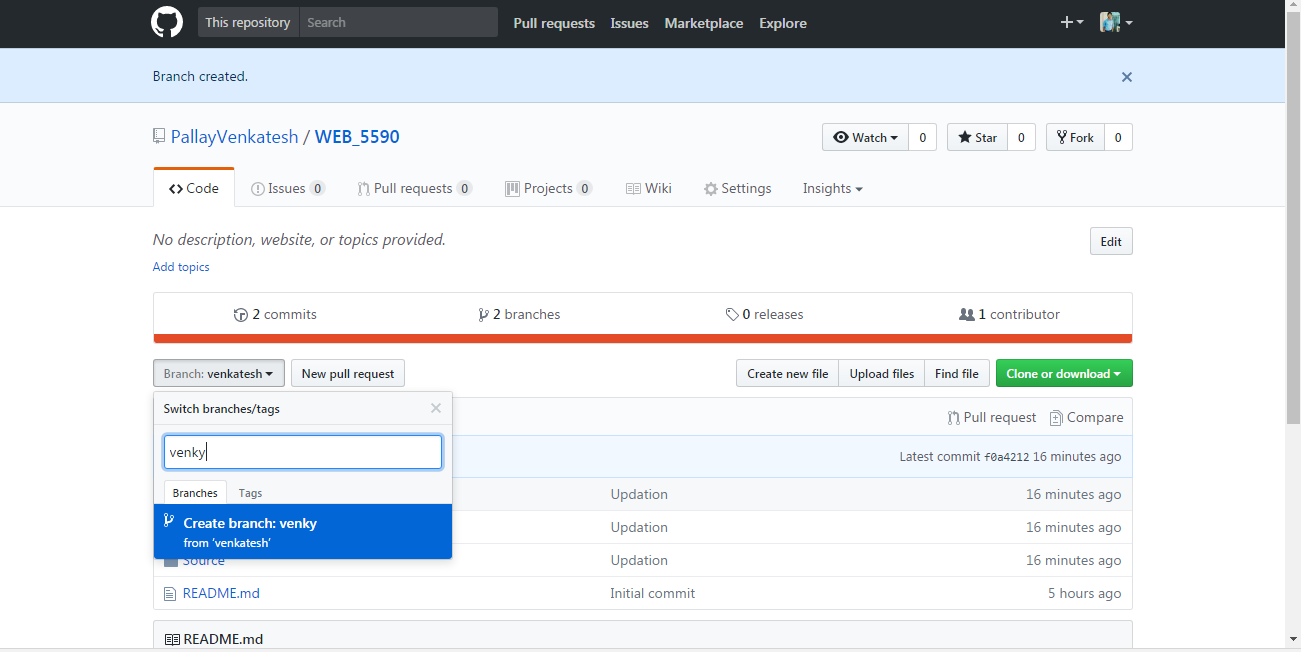 This repository Search Pull requests Issues Marketplace Explore
Branch created.
PallayVenkatesh / WEB_5590 Watch 0 Star 0 Fork 0
Code Issues 0 Pull requests 0 Projects 0 Wiki Settings Insights
No description, website, or topics provided. Edit
Add topics
2 commits 2 branches 0 releases 1 contributor
Branch: venkatesh New pull request Create new file Upload files Find file Clone or download
Switch branches/tags Pull request Compare
venky Latest commit f0a4212 16 minutes ago
Branches Tags Updation 16 minutes ago
Create branch: venky Updation 16 minutes ago
from 'venkatesh'
Source Updation 16 minutes ago
README.md Initial commit 5 hours ago
README.md